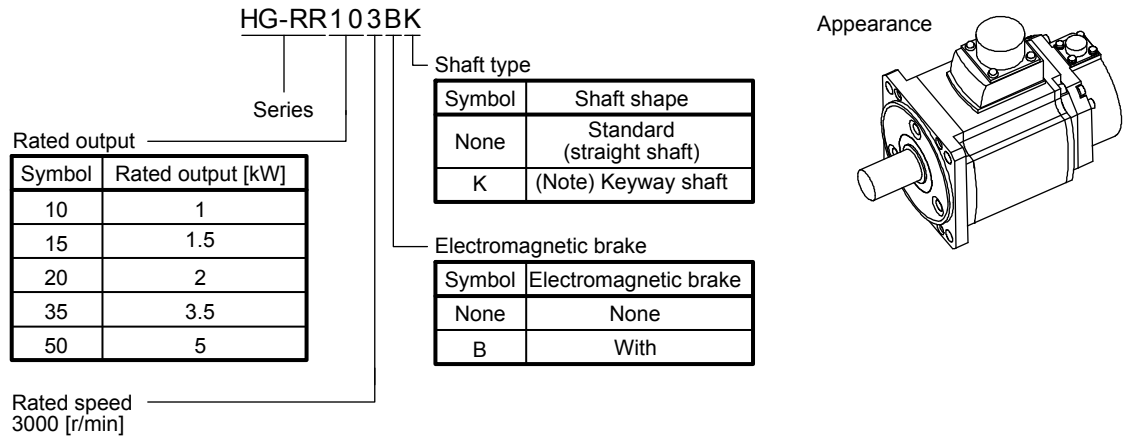 HG-RR103BK
Appearance
Shaft type
Symbol Shaft shape
None Standard
(straight shaft)
K (Note) Keyway shaft
Series
Rated output
Symbol Rated output [kW]
10 1
15 1.5
20 2
35 3.5
50 5
Electromagnetic brake
Symbol Electromagnetic brake
None None
B With
Rated speed
3000 [r/min]